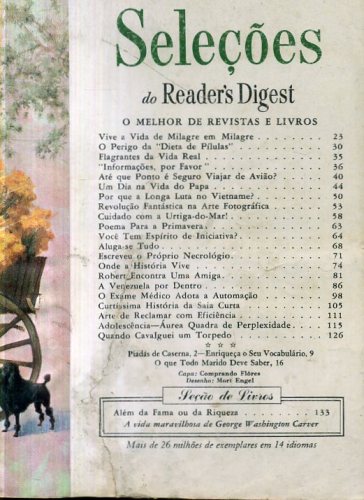 Seleções
do Reader's Digest
O MELHOR DE REVISTAS E LIVROS
Vive a Vida de Milagre em Milagre . . . . . . . . 23
O Perigo da "Dieta de Pílulas" . . . . . . . . 30
Flagrantes da Vida Real . . . . . . . . 35
"Informações, por Favor" . . . . . . . . 36
Até que Ponto é Seguro Viajar de Avião? . . . . . . . . 40
Um Dia na Vida do Papa . . . . . . . . 44
Por que a Longa Luta no Vietname? . . . . . . . . 50
Revolução Fantástica na Arte Fotográfica . . . . . . . . 53
Cuidado com a Urtiga-do-Mar! . . . . . . . . 58
Poema Para a Primavera . . . . . . . . 63
Você Tem Espírito de Iniciativa? . . . . . . . . 64
Aluga-se Tudo . . . . . . . . 68
Escreveu o Próprio Necrológio . . . . . . . . 71
Onde a História Vive . . . . . . . . 74
Robert Encontra Uma Amiga . . . . . . . . 81
A Venezuela por Dentro . . . . . . . . 86
O Exame Médico Adota a Automação . . . . . . . . 98
Curtíssima História da Saia Curta . . . . . . . . 105
Arte de Reclamar com Eficiência . . . . . . . . 111
Adolescência—Áurea Quadra de Perplexidade . . . . . . . . 115
Quando Cavalguei um Torpedo . . . . . . . . 126
Piadas de Caserna, 2—Enriqueça o Seu Vocabulário, 9
O que Todo Marido Deve Saber, 16
Capa: Comprando Flôres
Desenho: Mort Engel
Seção de Livros
Além da Fama ou da Riqueza . . . . . . . . 133
A vida maravilhosa de George Washington Carver
Mais de 26 milhões de exemplares em 14 idiomas